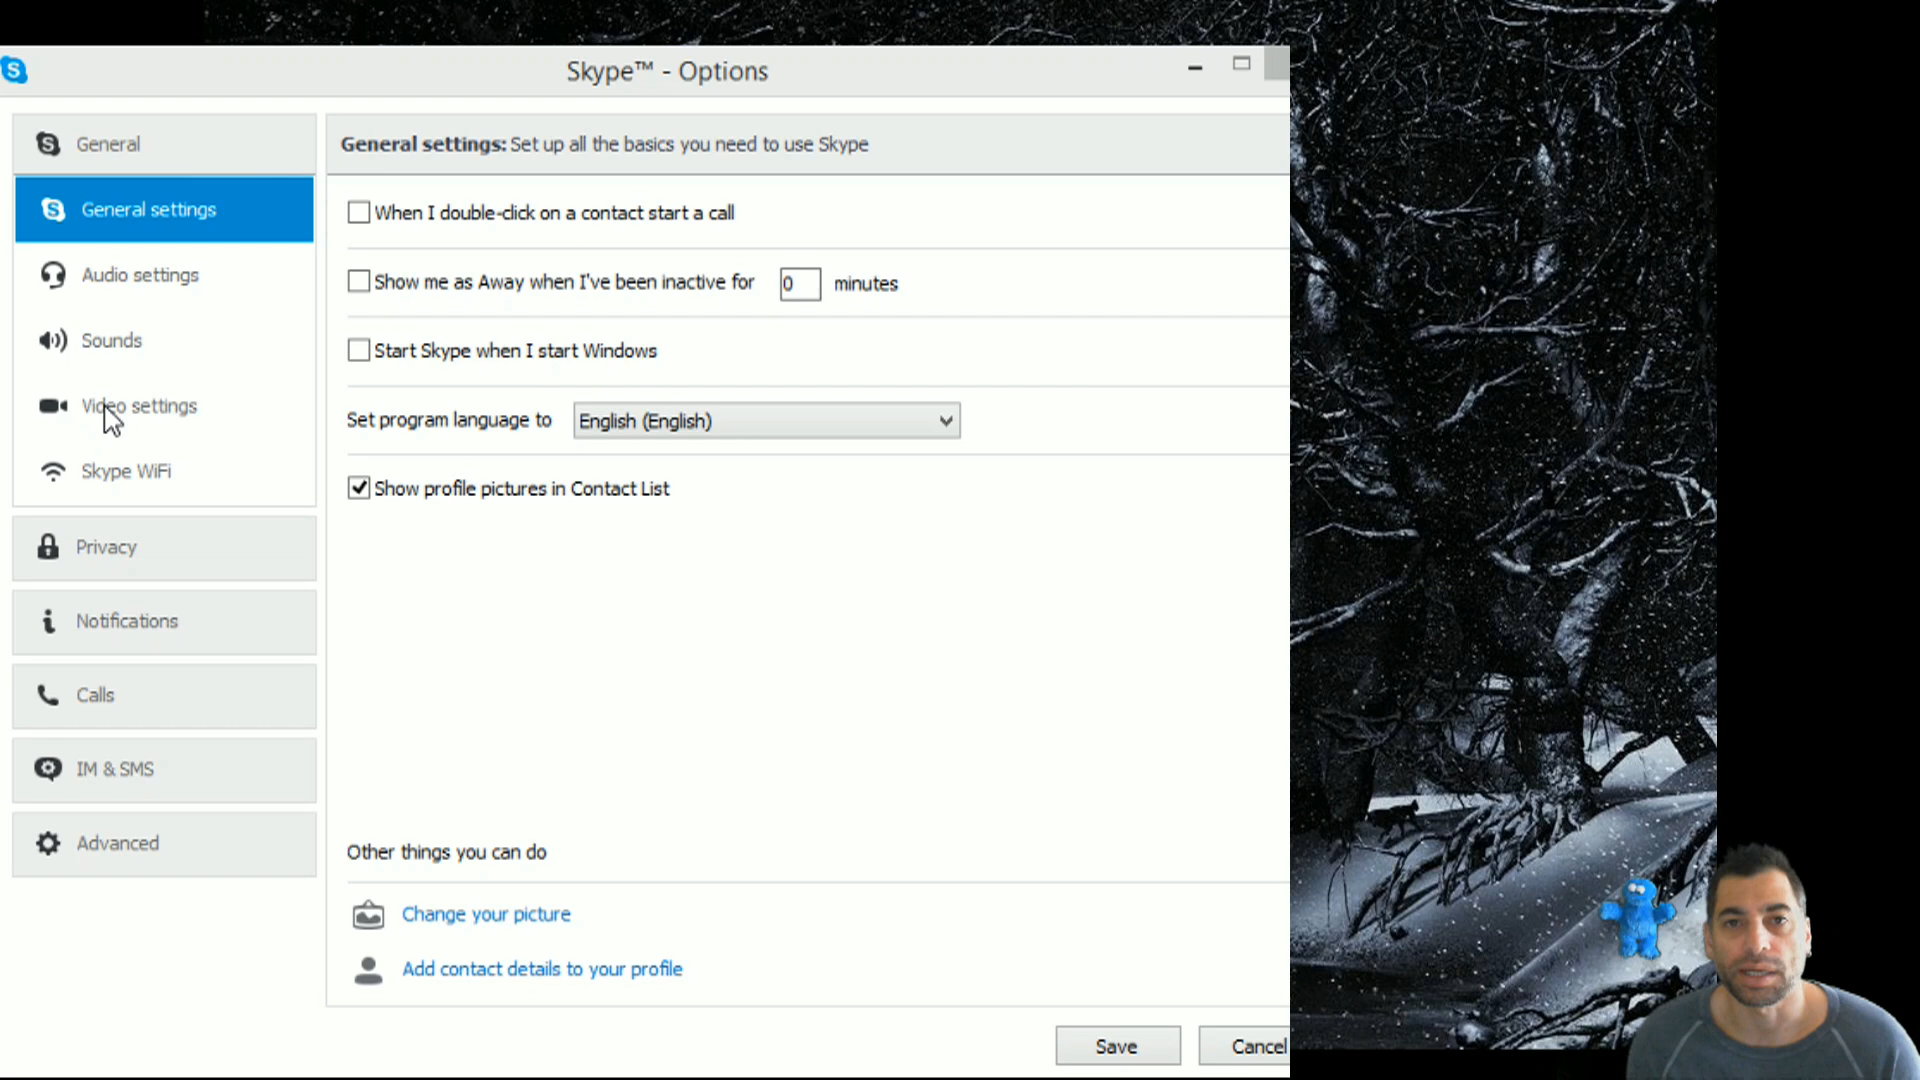 Skype™ - Options
General
General settings
Audio settings
Sounds
Video settings
Skype WiFi
Privacy
Notifications
Calls
IM & SMS
Advanced
General settings: Set up all the basics you need to use Skype
When I double-click on a contact start a call
Show me as Away when I've been inactive for 0 minutes
Start Skype when I start Windows
Set program language to English (English)
Show profile pictures in Contact List
Other things you can do
Change your picture
Add contact details to your profile
Save Cancel